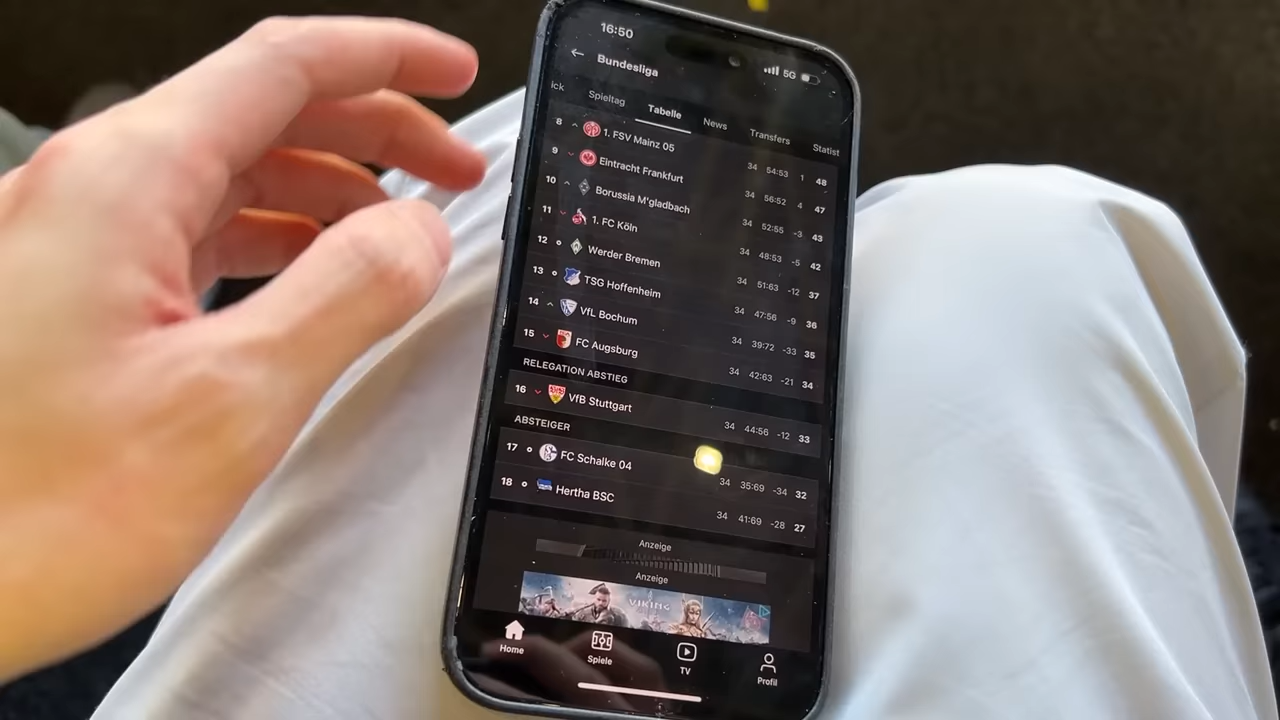 16:50 5G
Bundesliga
ick Spieltag Tabelle News Transfers Statist
8 1. FSV Mainz 05 34 54:53 1 48
9 Eintracht Frankfurt 34 56:52 4 47
10 Borussia M'gladbach 34 52:55 -3 43
11 1. FC Köln 34 48:53 -5 42
12 Werder Bremen 34 51:63 -12 37
13 TSG Hoffenheim 34 47:56 -9 36
14 VfL Bochum 34 39:72 -33 35
15 FC Augsburg 34 42:63 -21 34
RELEGATION ABSTIEG
16 VfB Stuttgart 34 44:56 -12 33
ABSTEIGER
17 FC Schalke 04 34 35:69 -34 32
18 Hertha BSC 34 41:69 -28 27
Anzeige
Anzeige
VIKING
Home Spiele TV Profil